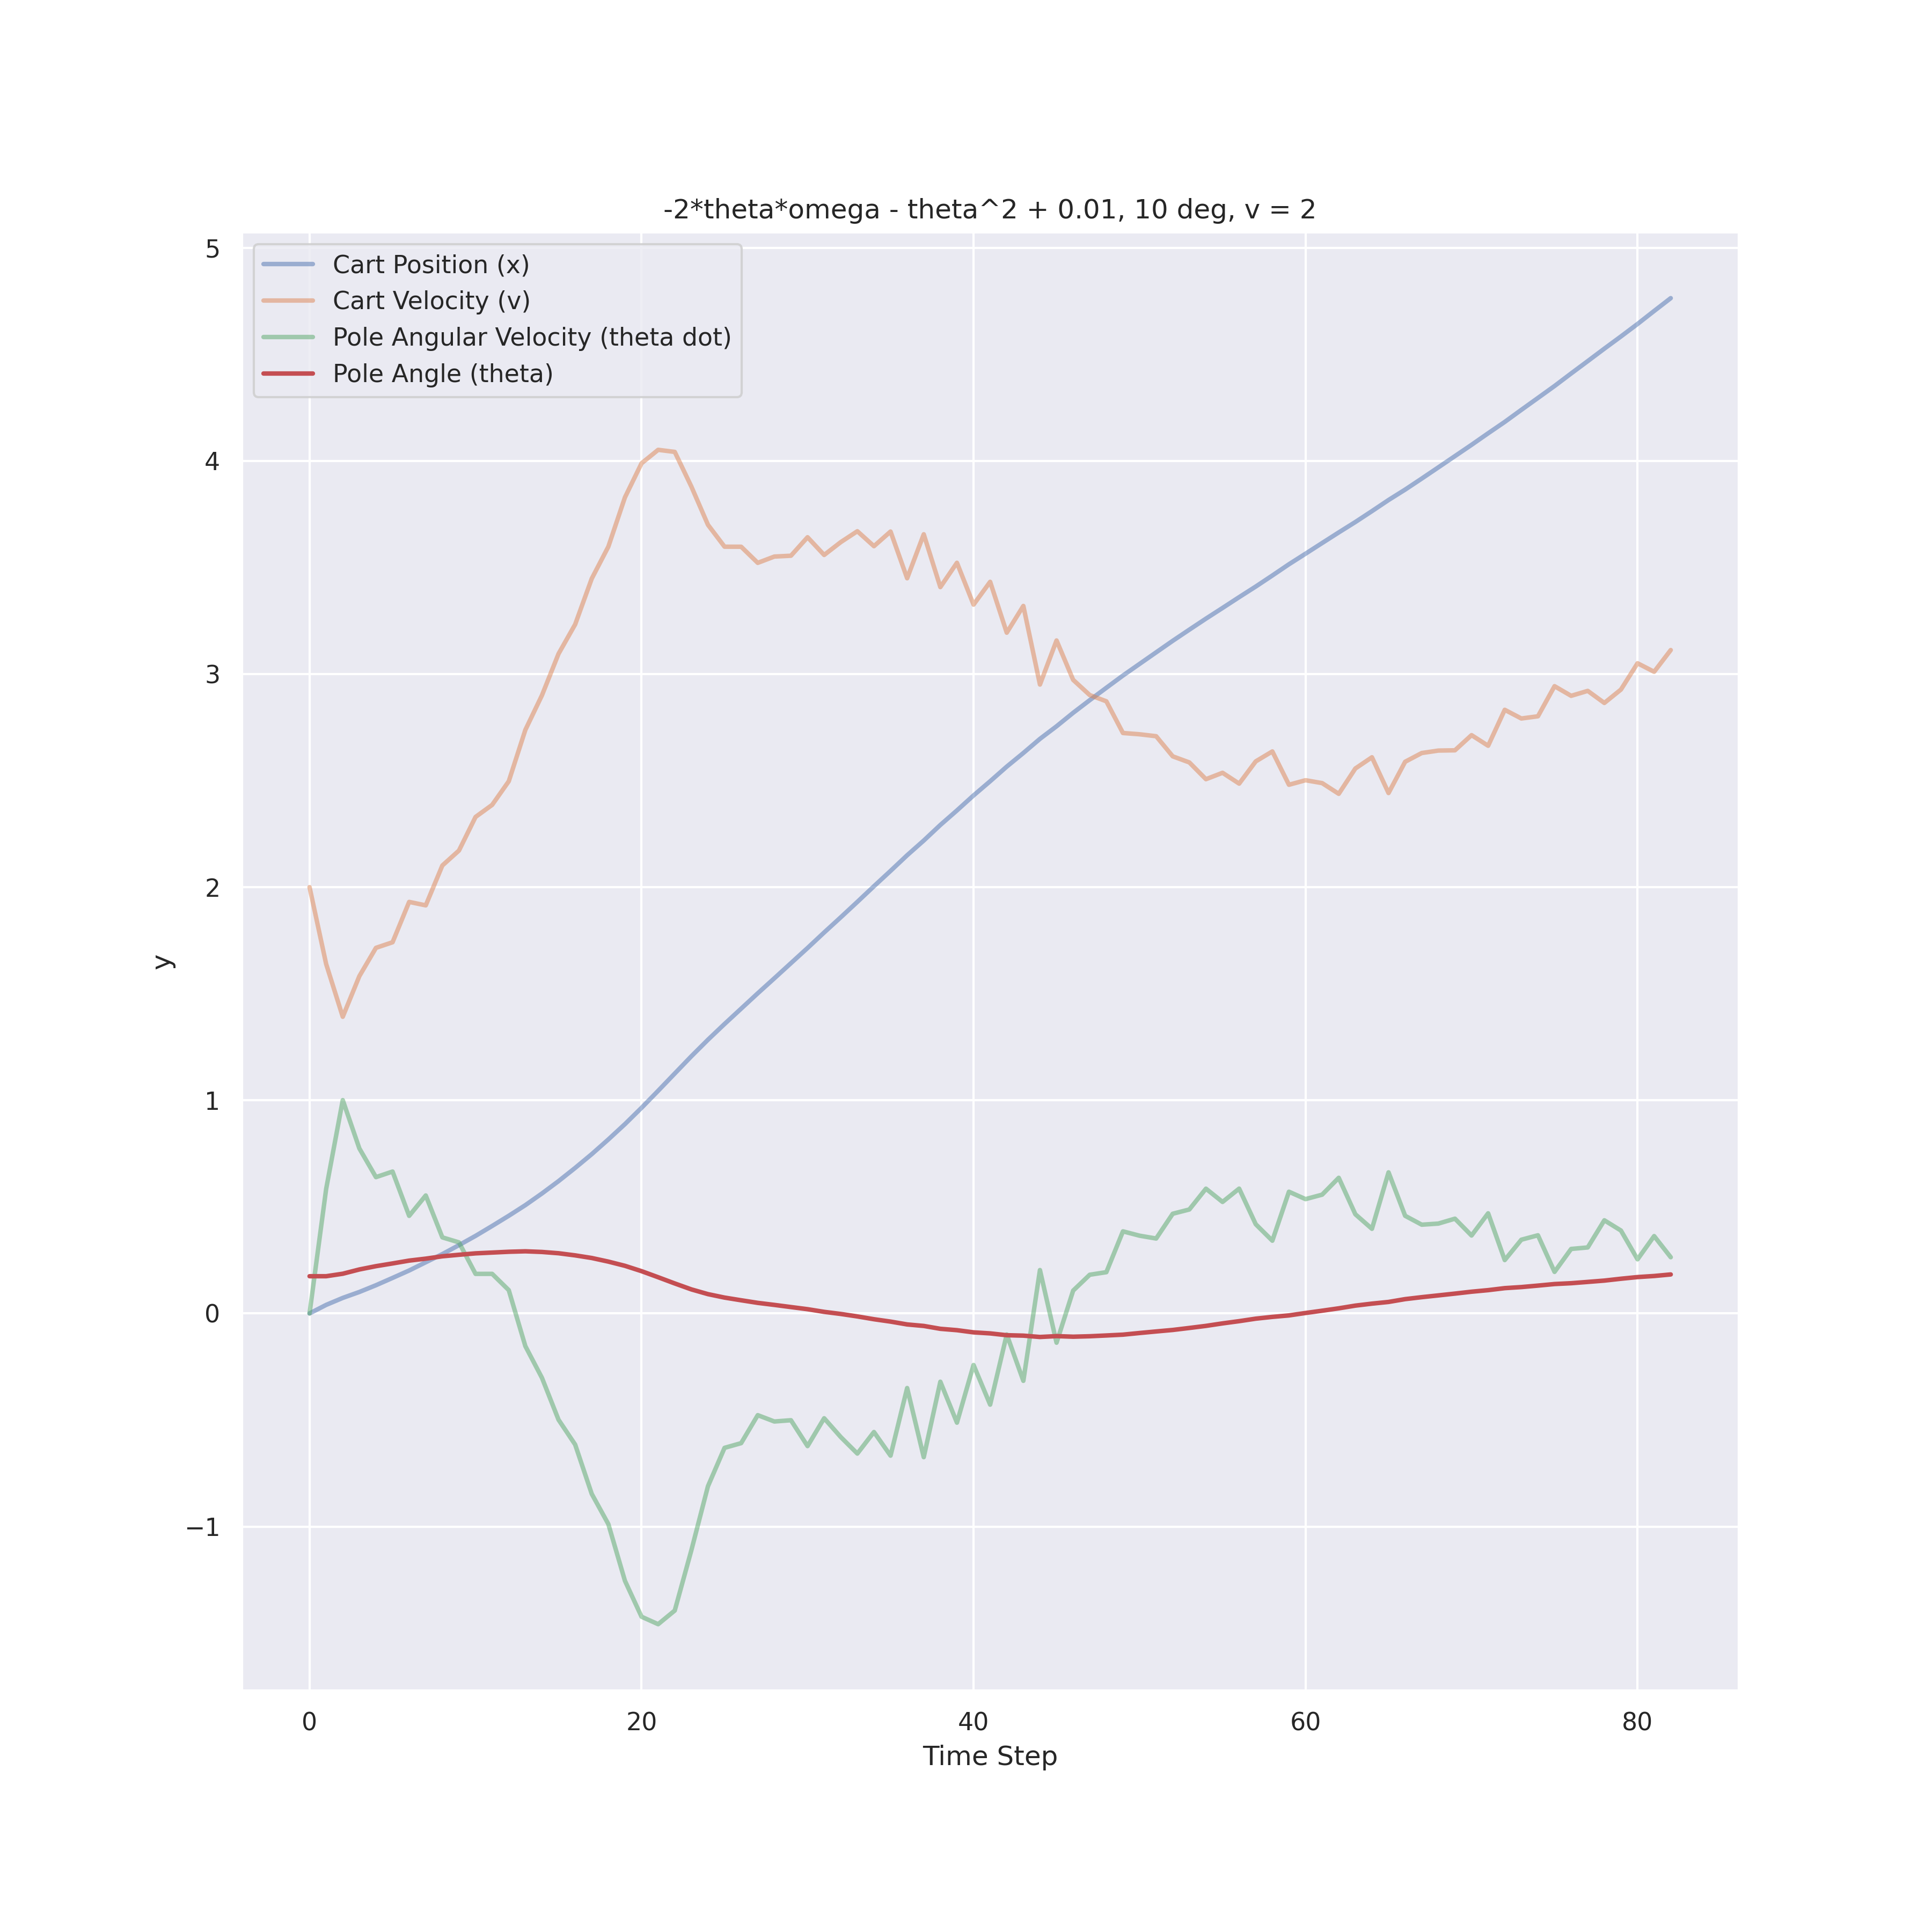 -2*theta*omega - theta^2 + 0.01, 10 deg, v = 2
Cart Position (x)
Cart Velocity (v)
Pole Angular Velocity (theta dot)
Pole Angle (theta)
5
4
3
2
1
0
−1
y
0 20 40 60 80
Time Step